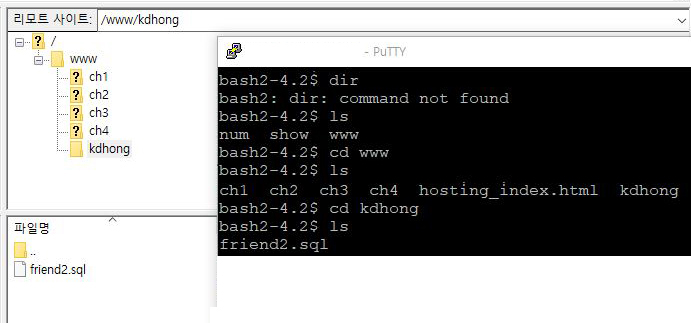 리모트 사이트: /www/kdhong
/
www
ch1
ch2
ch3
ch4
kdhong
파일명
..
friend2.sql
- PuTTY
bash2-4.2$ dir
bash2: dir: command not found
bash2-4.2$ ls
num  show  www
bash2-4.2$ cd www
bash2-4.2$ ls
ch1  ch2  ch3  ch4  hosting_index.html  kdhong
bash2-4.2$ cd kdhong
bash2-4.2$ ls
friend2.sql